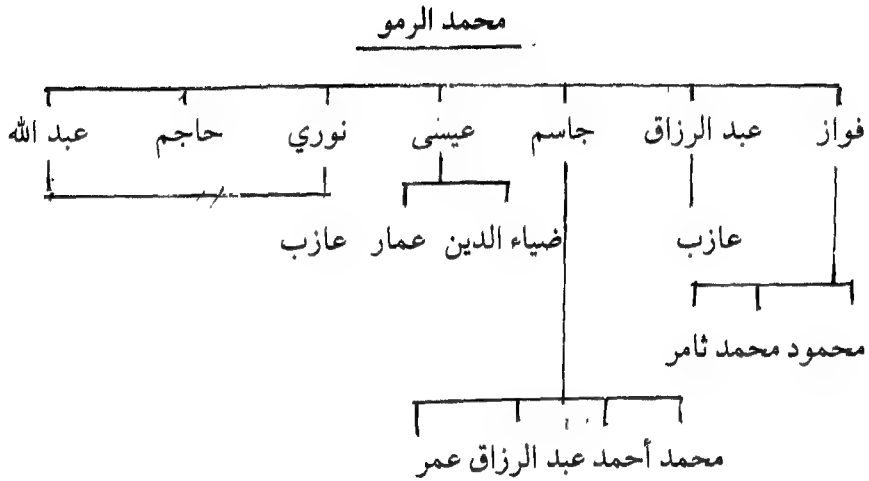 محمد الرمو
فواز عبد الرزاق جاسم عيسى نوري حاجم عبد الله
عازب ضياء الدين عمار عازب
محمود محمد ثامر
محمد أحمد عبد الرزاق عمر